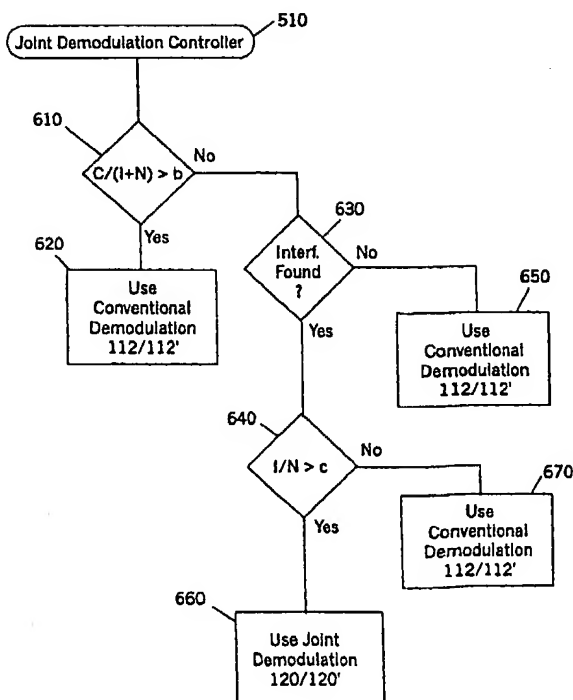 510
Joint Demodulation Controller
610
C/(I+N) > b
No
Yes
620
Use
Conventional
Demodulation
112/112'
630
Interf.
Found
?
No
Yes
650
Use
Conventional
Demodulation
112/112'
640
I/N > c
No
Yes
670
Use
Conventional
Demodulation
112/112'
660
Use Joint
Demodulation
120/120'